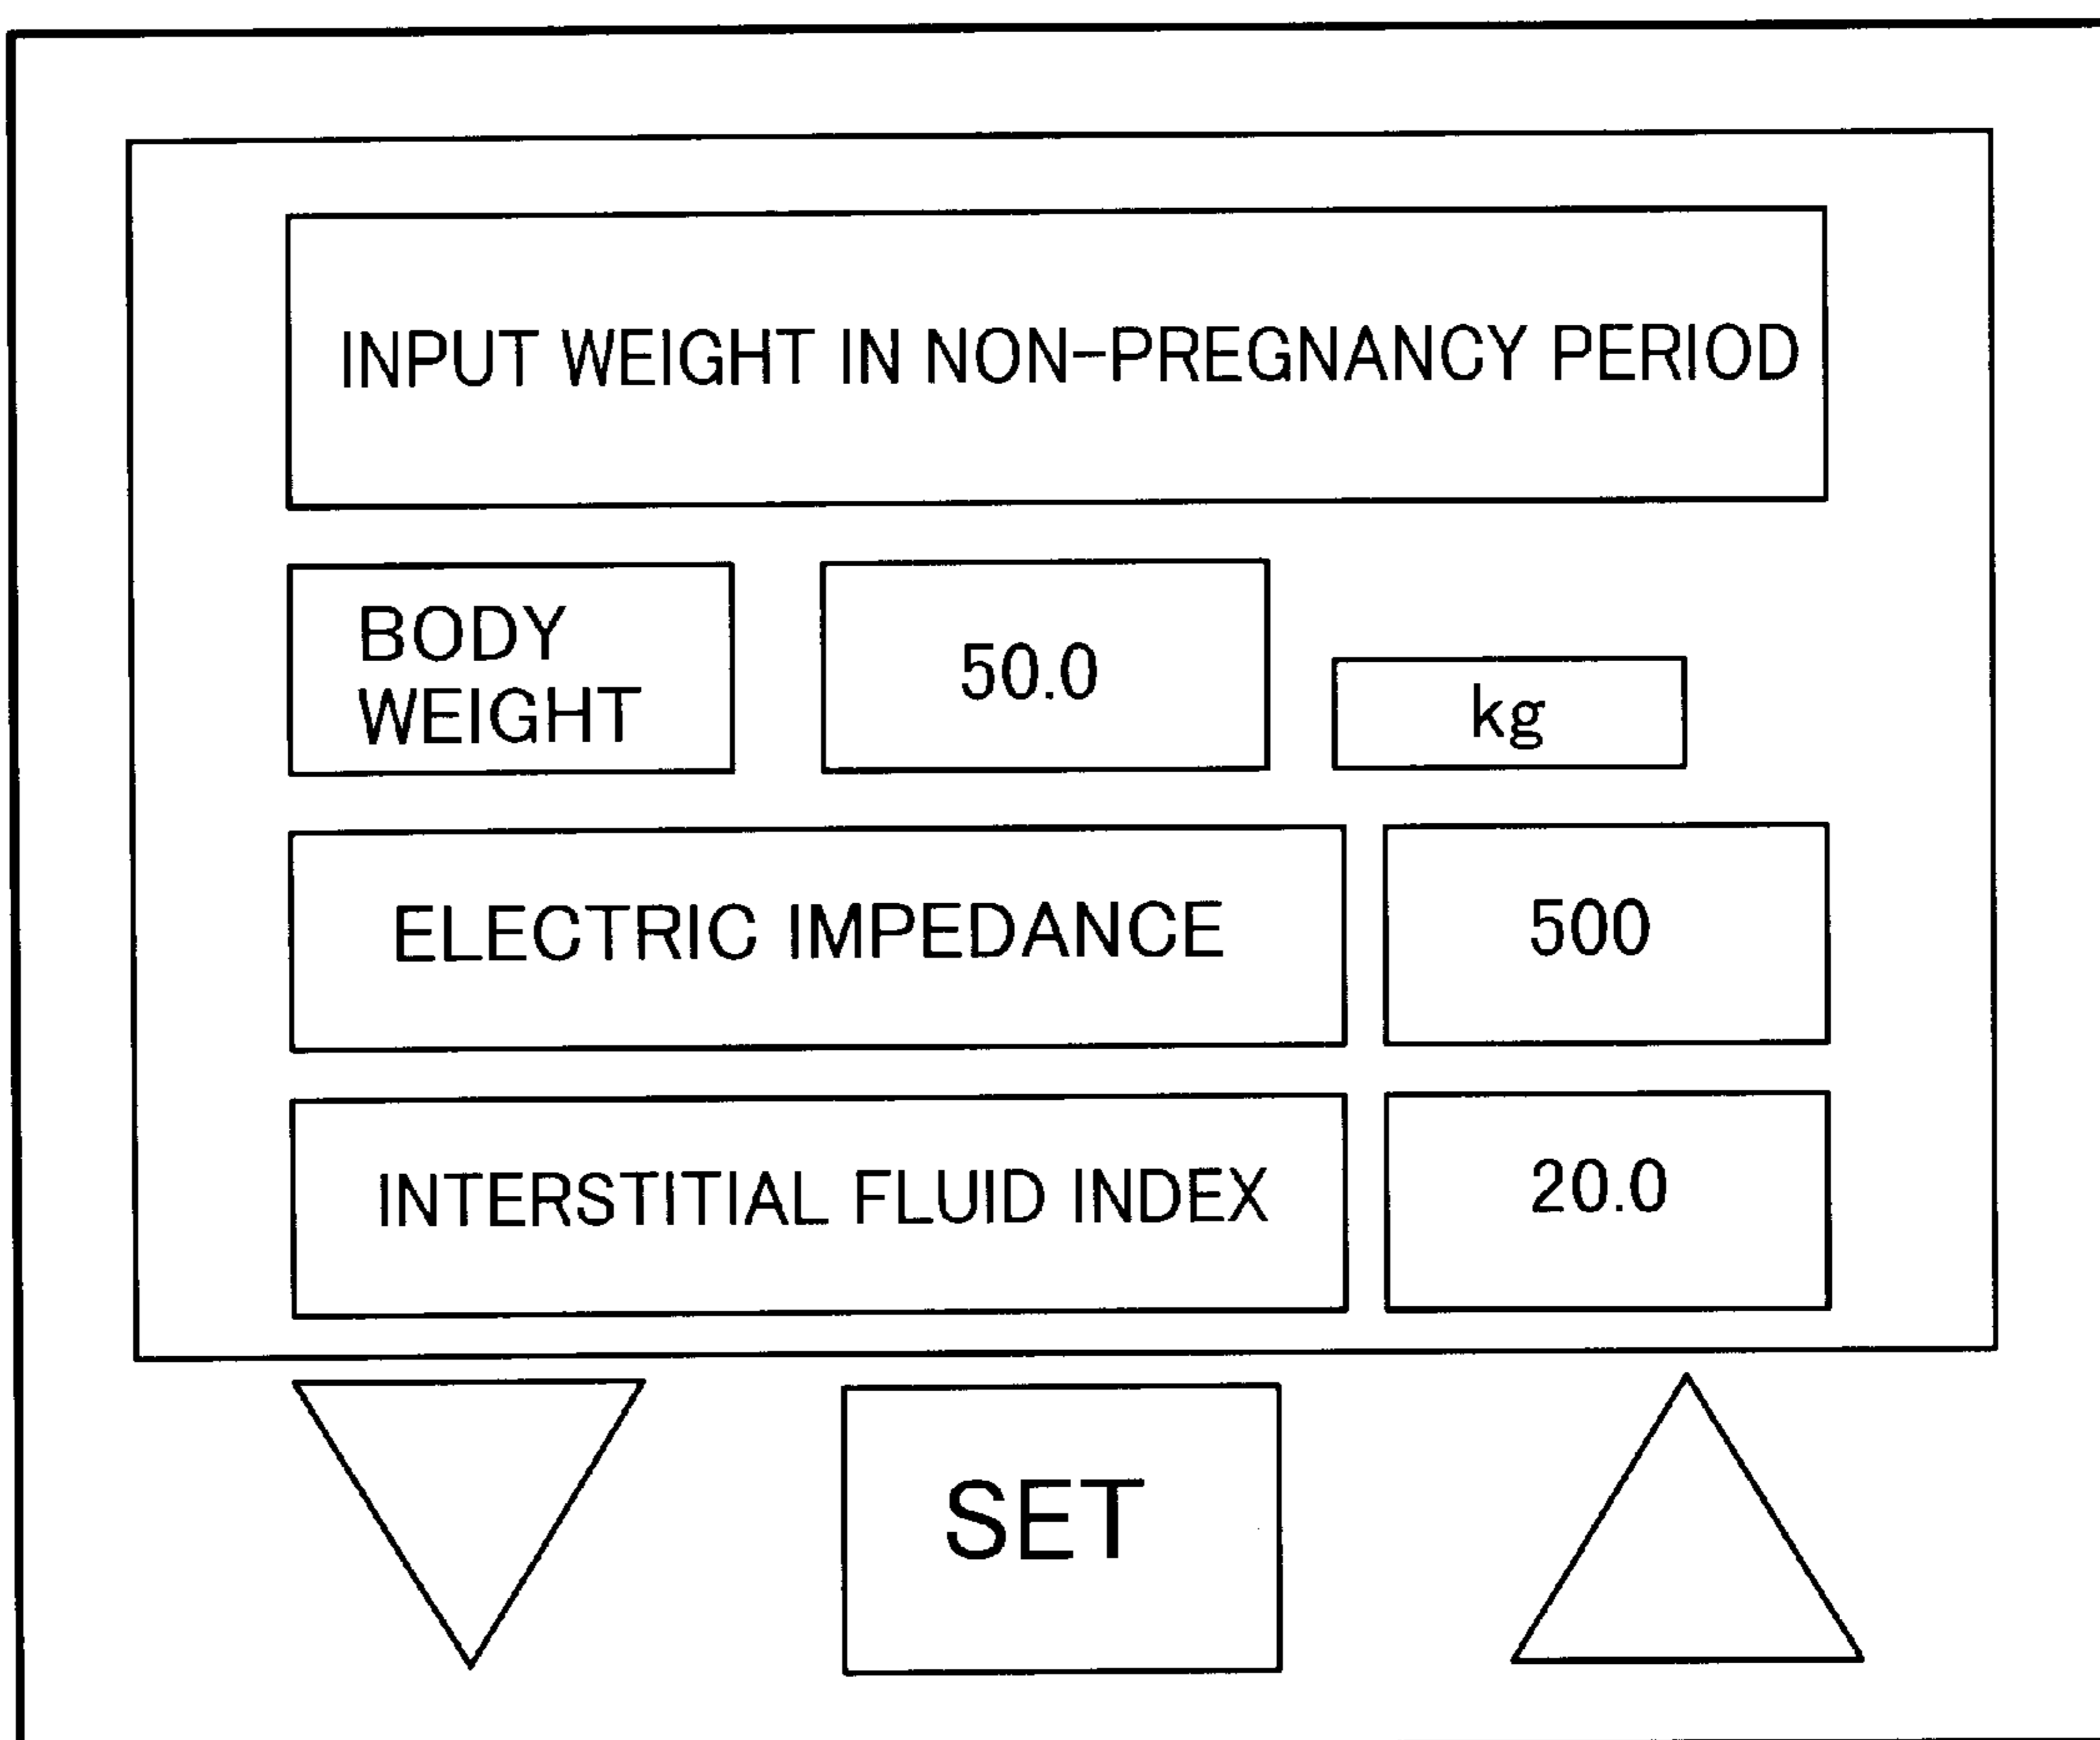 INPUT WEIGHT IN NON-PREGNANCY PERIOD
BODY
WEIGHT
50.0
kg
ELECTRIC IMPEDANCE
500
INTERSTITIAL FLUID INDEX
20.0
SET